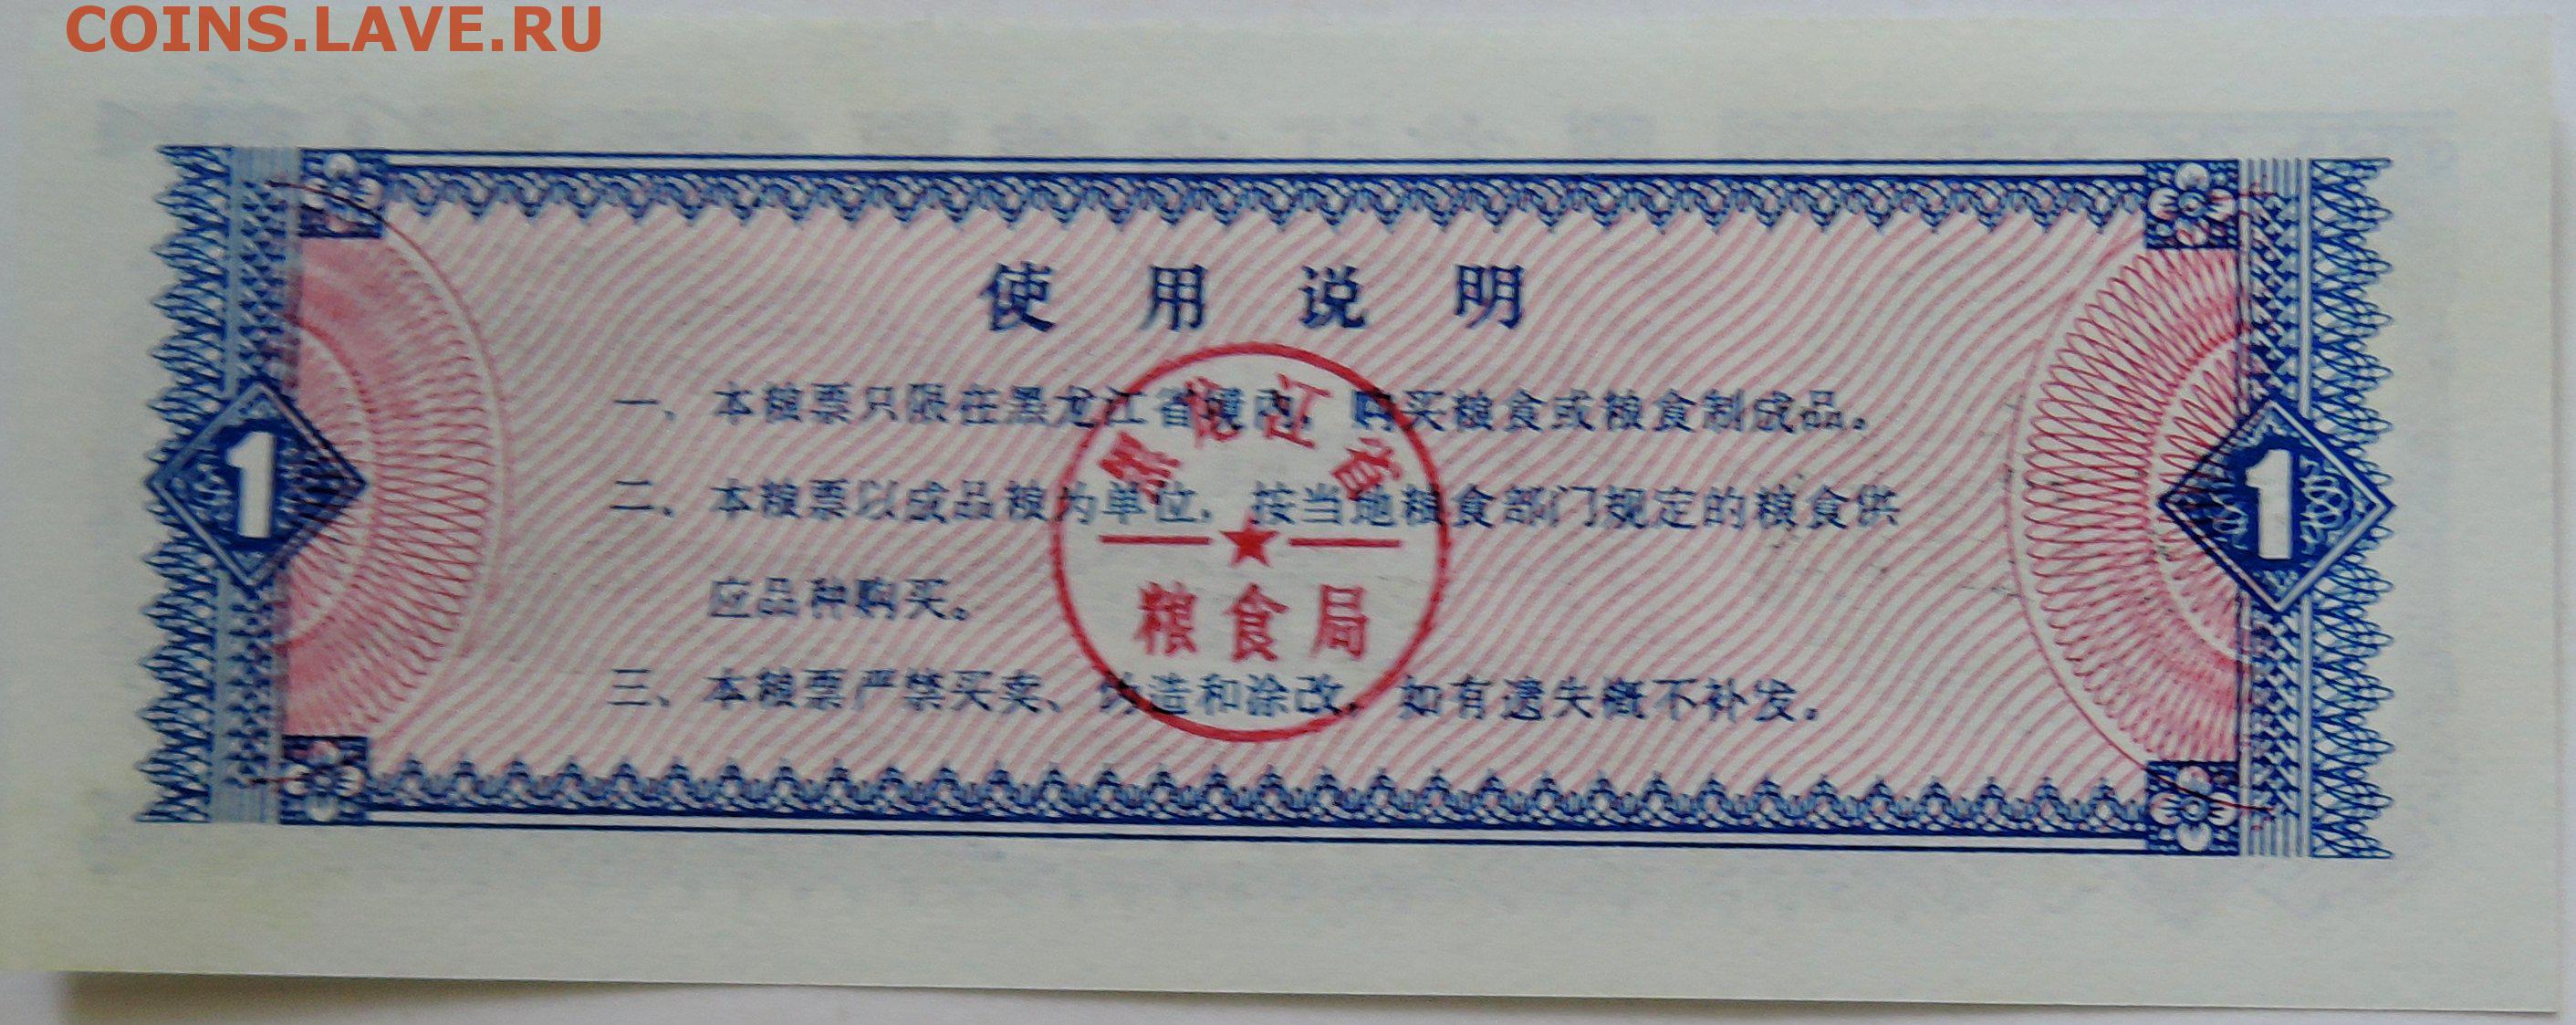 COINS.LAVE.RU
使用说明
一、本粮票只限在黑龙江省境内，购买粮食或粮食制成品。
二、本粮票以成品粮为单位，按当地粮食部门规定的粮食供
应品种购买。
三、本粮票严禁买卖、伪造和涂改，如有遗失概不补发。
黑龙江省
粮食局
1
1